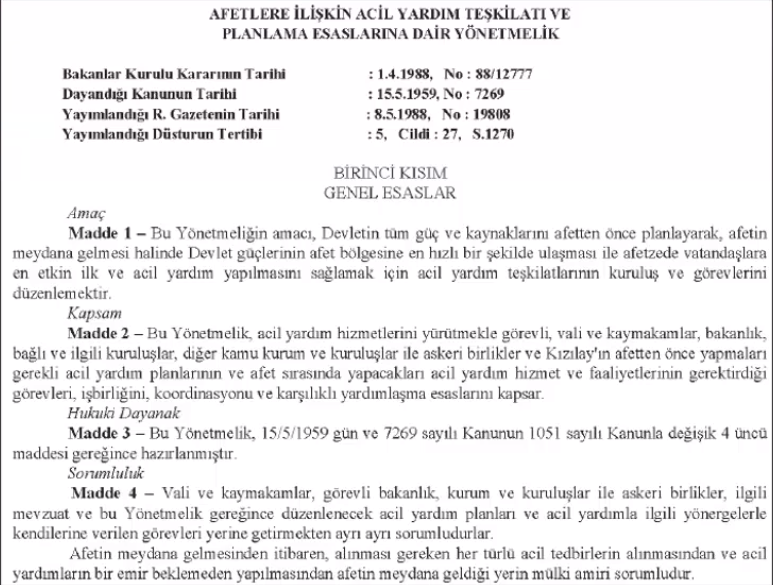 AFETLERE İLİŞKİN ACİL YARDIM TEŞKİLATI VE
PLANLAMA ESASLARINA DAİR YÖNETMELİK
Bakanlar Kurulu Kararının Tarihi : 1.4.1988, No : 88/12777
Dayandığı Kanunun Tarihi : 15.5.1959, No : 7269
Yayımlandığı R. Gazetenin Tarihi : 8.5.1988, No : 19808
Yayımlandığı Düsturun Tertibi : 5, Cildi : 27, S.1270
BİRİNCİ KISIM
GENEL ESASLAR
Amaç
Madde 1 – Bu Yönetmeliğin amacı, Devletin tüm güç ve kaynaklarını afetten önce planlayarak, afetin
meydana gelmesi halinde Devlet güçlerinin afet bölgesine en hızlı bir şekilde ulaşması ile afetzede vatandaşlara
en etkin ilk ve acil yardım yapılmasını sağlamak için acil yardım teşkilatlarının kuruluş ve görevlerini
düzenlemektir.
Kapsam
Madde 2 – Bu Yönetmelik, acil yardım hizmetlerini yürütmekle görevli, vali ve kaymakamlar, bakanlık,
bağlı ve ilgili kuruluşlar, diğer kamu kurum ve kuruluşlar ile askeri birlikler ve Kızılay'ın afetten önce yapmaları
gerekli acil yardım planlarının ve afet sırasında yapacakları acil yardım hizmet ve faaliyetlerinin gerektirdiği
görevleri, işbirliğini, koordinasyonu ve karşılıklı yardımlaşma esaslarını kapsar.
Hukuki Dayanak
Madde 3 – Bu Yönetmelik, 15/5/1959 gün ve 7269 sayılı Kanunun 1051 sayılı Kanunla değişik 4 üncü
maddesi gereğince hazırlanmıştır.
Sorumluluk
Madde 4 – Vali ve kaymakamlar, görevli bakanlık, kurum ve kuruluşlar ile askeri birlikler, ilgili
mevzuat ve bu Yönetmelik gereğince düzenlenecek acil yardım planları ve acil yardımla ilgili yönergelerle
kendilerine verilen görevleri yerine getirmekten ayrı ayrı sorumludurlar.
Afetin meydana gelmesinden itibaren, alınması gereken her türlü acil tedbirlerin alınmasından ve acil
yardımların bir emir beklemeden yapılmasından afetin meydana geldiği yerin mülki amiri sorumludur.